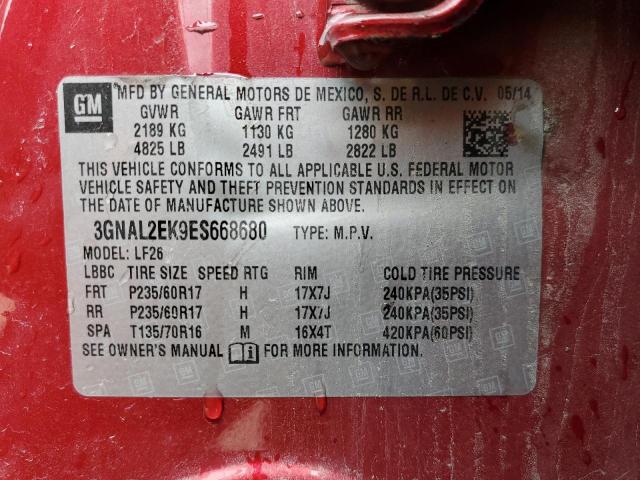 GM MFD BY GENERAL MOTORS DE MEXICO, S. DE R.L. DE C.V. 05/14
GVWR GAWR FRT GAWR RR
2189 KG 1130 KG 1280 KG
4825 LB 2491 LB 2822 LB
THIS VEHICLE CONFORMS TO ALL APPLICABLE U.S. FEDERAL MOTOR
VEHICLE SAFETY AND THEFT PREVENTION STANDARDS IN EFFECT ON
THE DATE OF MANUFACTURE SHOWN ABOVE.
3GNAL2EK9ES668680 TYPE: M.P.V.
MODEL: LF26
LBBC TIRE SIZE SPEED RTG RIM COLD TIRE PRESSURE
FRT P235/60R17 H 17X7J 240KPA(35PSI)
RR P235/60R17 H 17X7J 240KPA(35PSI)
SPA T135/70R16 M 16X4T 420KPA(60PSI)
SEE OWNER'S MANUAL FOR MORE INFORMATION.